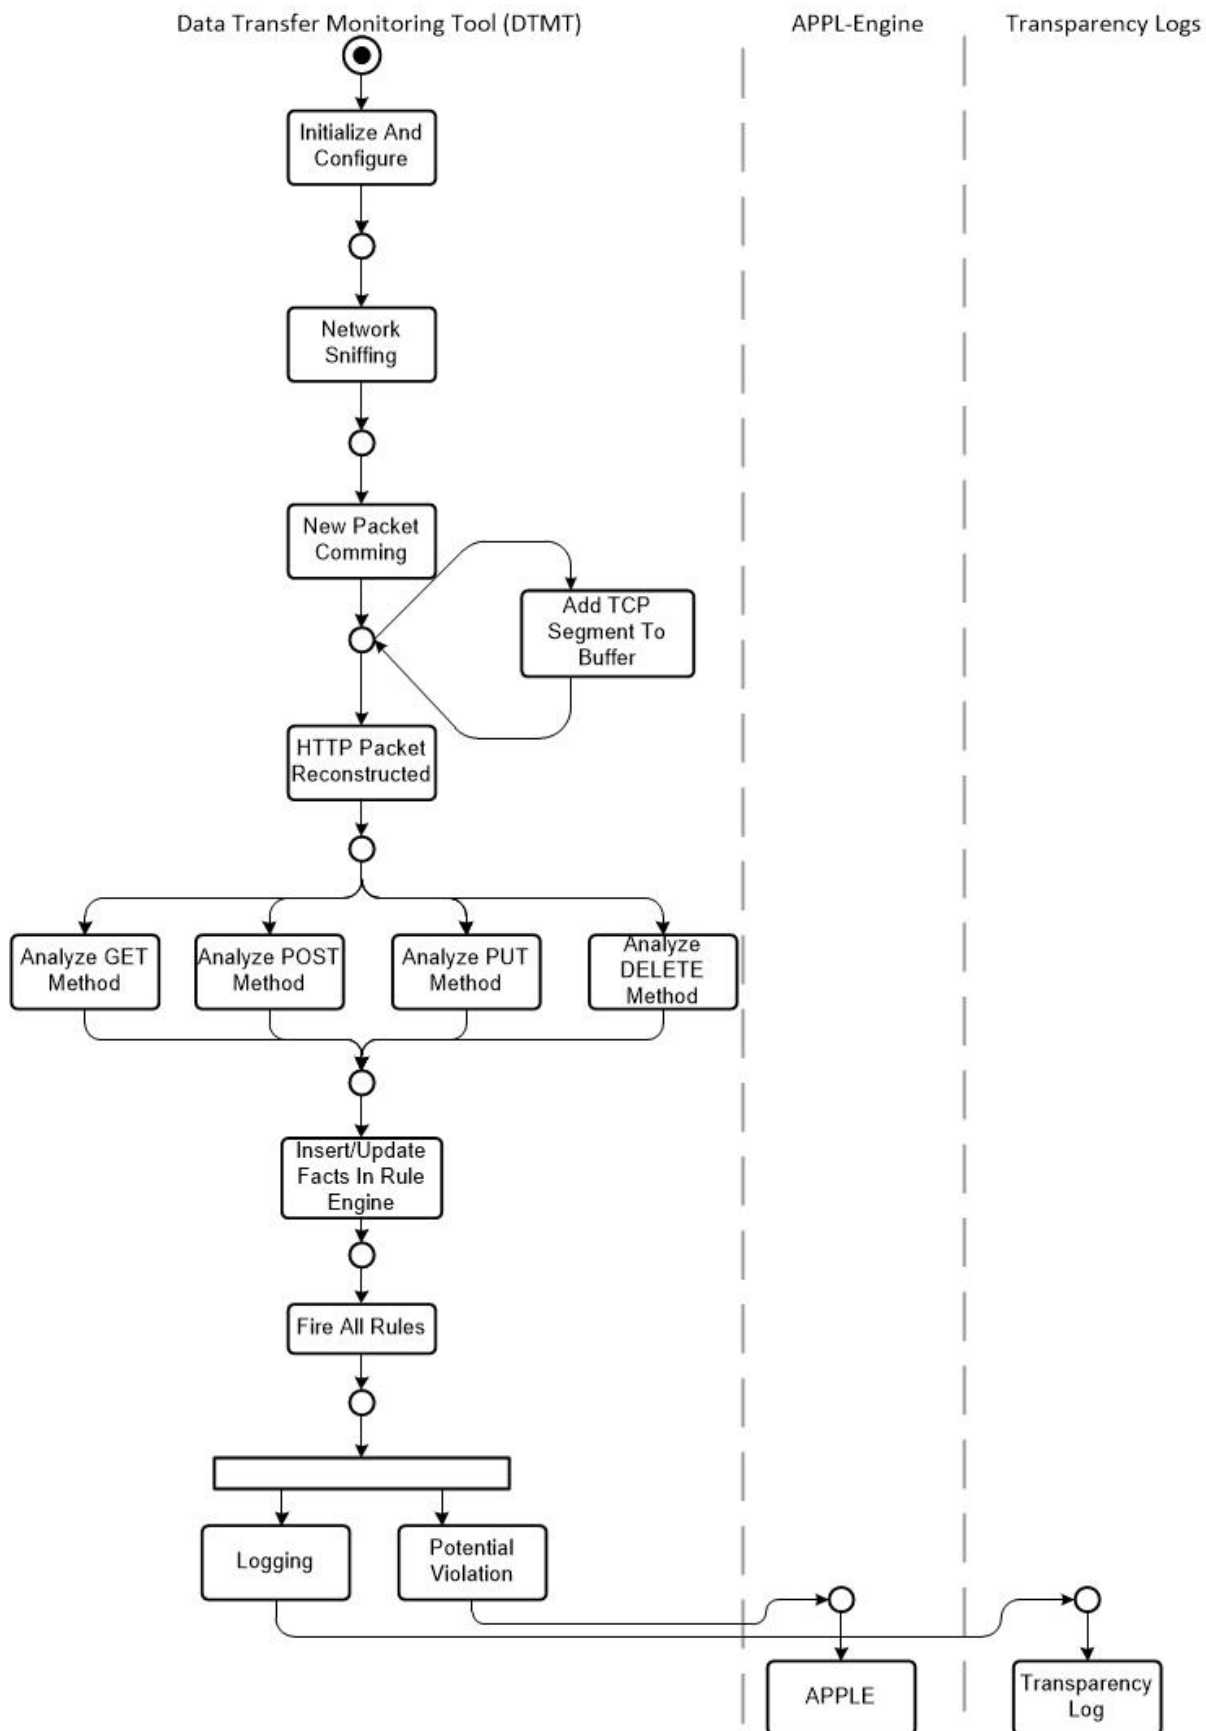 Data Transfer Monitoring Tool (DTMT)
APPL-Engine
Transparency Logs
Initialize And
Configure
Network
Sniffing
New Packet
Comming
Add TCP
Segment To
Buffer
HTTP Packet
Reconstructed
Analyze GET
Method
Analyze POST
Method
Analyze PUT
Method
Analyze
DELETE
Method
Insert/Update
Facts In Rule
Engine
Fire All Rules
Logging
Potential
Violation
APPLE
Transparency
Log